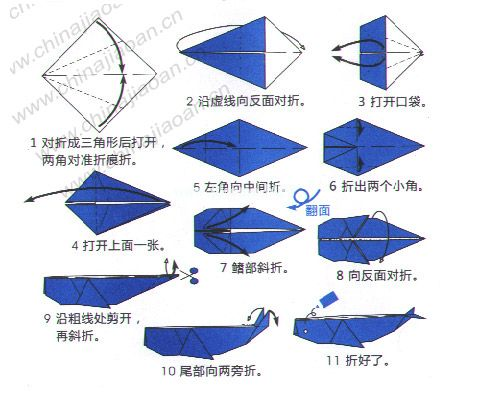 www.chinajiaoan.cn
www.chinajiaoan.cn
www.chinajiaoan.cn
1 对折成三角形后打开，
两角对准折痕折。
2 沿虚线向反面对折。
3 打开口袋。
4 打开上面一张。
5 左角向中间折。
6 折出两个小角。
翻面
7 鳍部斜折。
8 向反面对折。
9 沿粗线处剪开，
再斜折。
10 尾部向两旁折。
11 折好了。